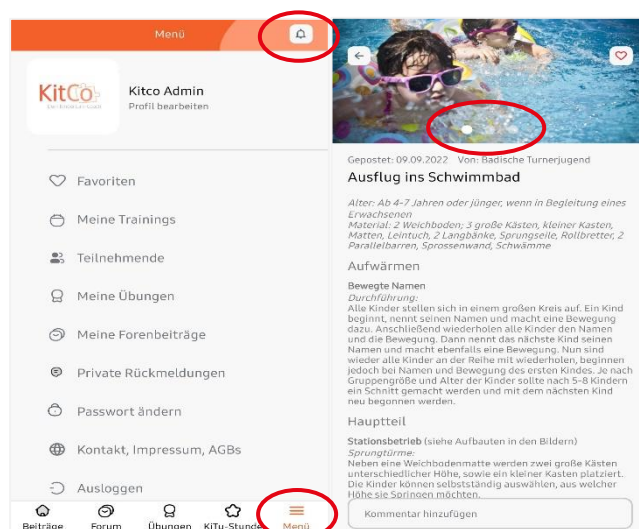 Menü
KitCo
Kitco Admin
Profil bearbeiten
Favoriten
Meine Trainings
Teilnehmende
Meine Übungen
Meine Forenbeiträge
Private Rückmeldungen
Passwort ändern
Kontakt, Impressum, AGBs
Ausloggen
Beiträge
Forum
Übungen
KiTu-Stunde
Menü
Gepostet: 09.09.2022 Von: Badische Turnerjugend
Ausflug ins Schwimmbad
Alter: Ab 4-7 Jahren oder jünger, wenn in Begleitung eines
Erwachsenen
Material: 2 Weichboden; 3 große Kästen, kleiner Kasten,
Matten, Leintuch, 2 Langbänke, Sprungseile, Rollbretter, 2
Parallelbarren, Sprossenwand, Schwämme
Aufwärmen
Bewegte Namen
Durchführung:
Alle Kinder stellen sich in einem großen Kreis auf. Ein Kind
beginnt, nennt seinen Namen und macht eine Bewegung
dazu. Anschließend wiederholen alle Kinder den Namen
und die Bewegung. Dann nennt das nächste Kind seinen
Namen und macht ebenfalls eine Bewegung. Nun sind
wieder alle Kinder an der Reihe mit wiederholen, beginnen
jedoch bei Namen und Bewegung des ersten Kindes. Je nach
Gruppengröße und Alter der Kinder sollte nach 5-8 Kindern
ein Schnitt gemacht werden und mit dem nächsten Kind
neu begonnen werden.
Hauptteil
Stationsbetrieb (siehe Aufbauten in den Bildern)
Sprungtürme:
Neben eine Weichbodenmatte werden zwei große Kästen
unterschiedlicher Höhe, sowie ein kleiner Kasten platziert.
Die Kinder können selbstständig auswählen, aus welcher
Höhe sie Springen möchten.
Kommentar hinzufügen